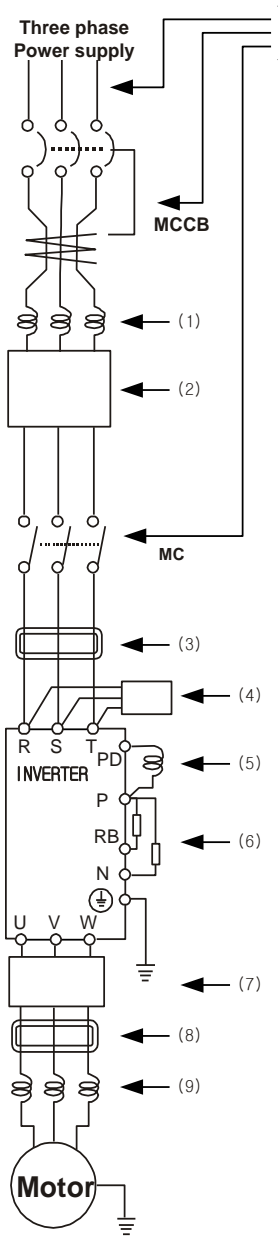 Three phase
Power supply
MCCB
(1)
(2)
MC
(3)
(4)
R S T
PD
INVERTER
(5)
P
RB
(6)
N
U V W
(7)
(8)
(9)
Motor